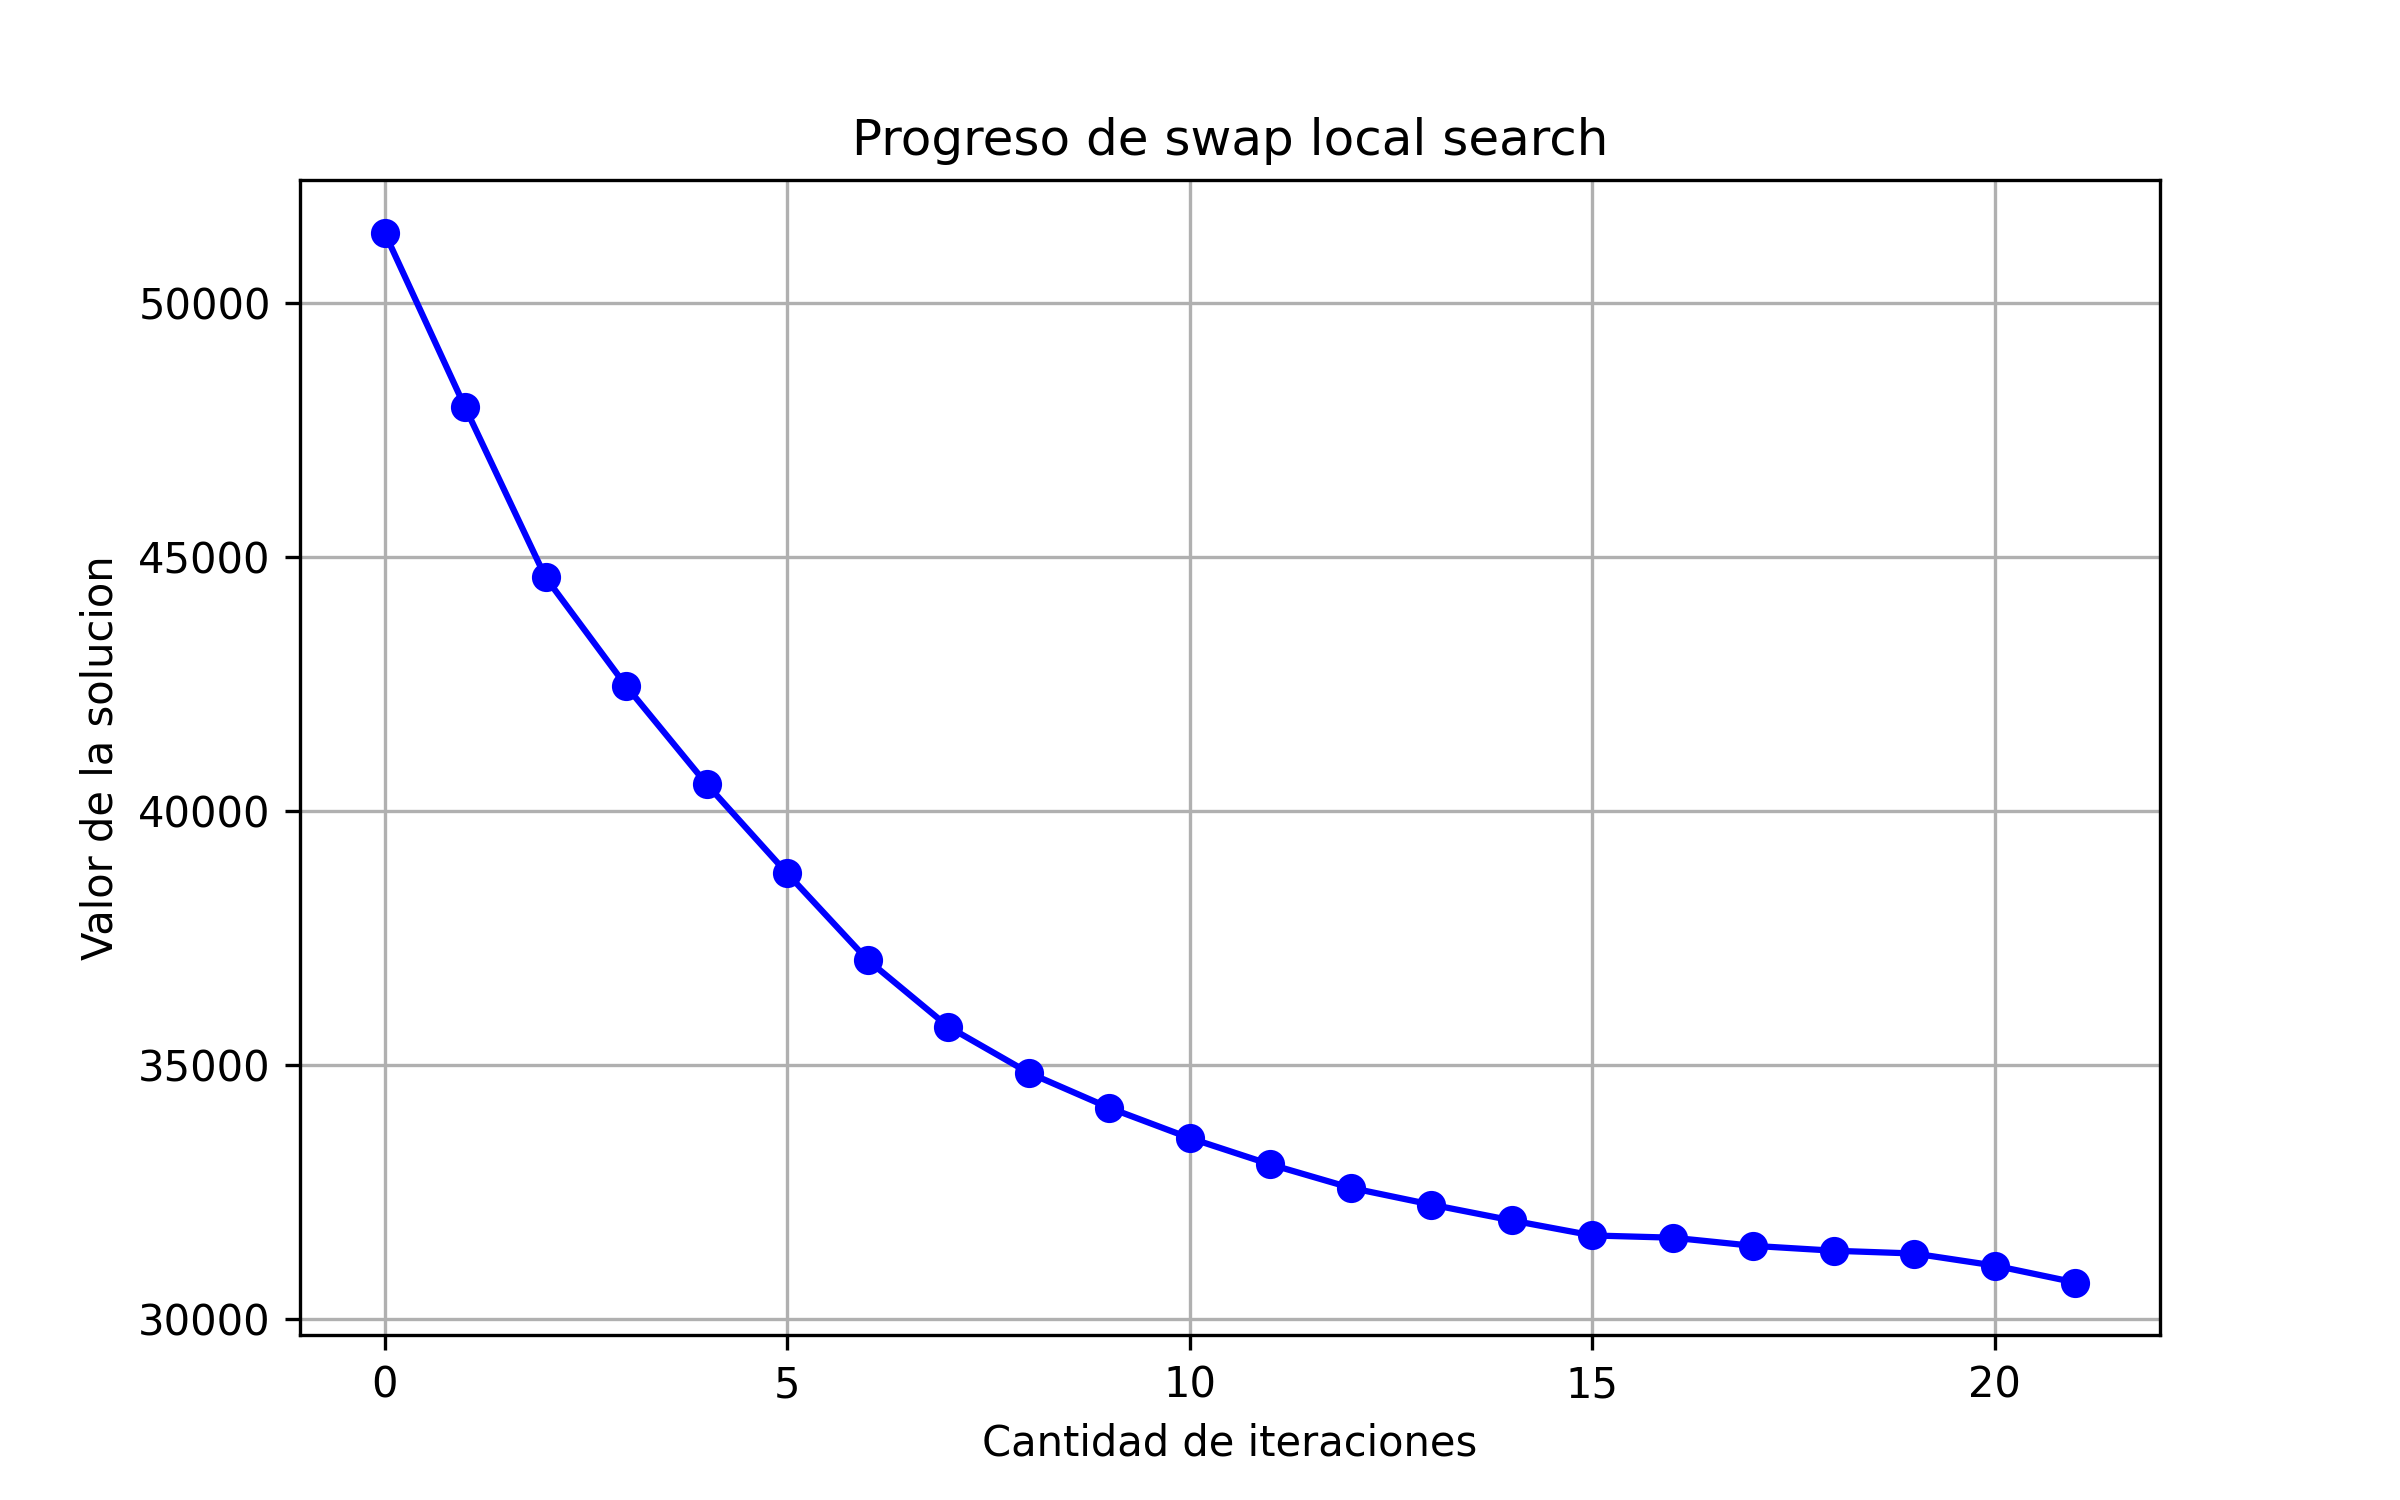 Progreso de swap local search
Valor de la solucion
50000
45000
40000
35000
30000
0 5 10 15 20
Cantidad de iteraciones